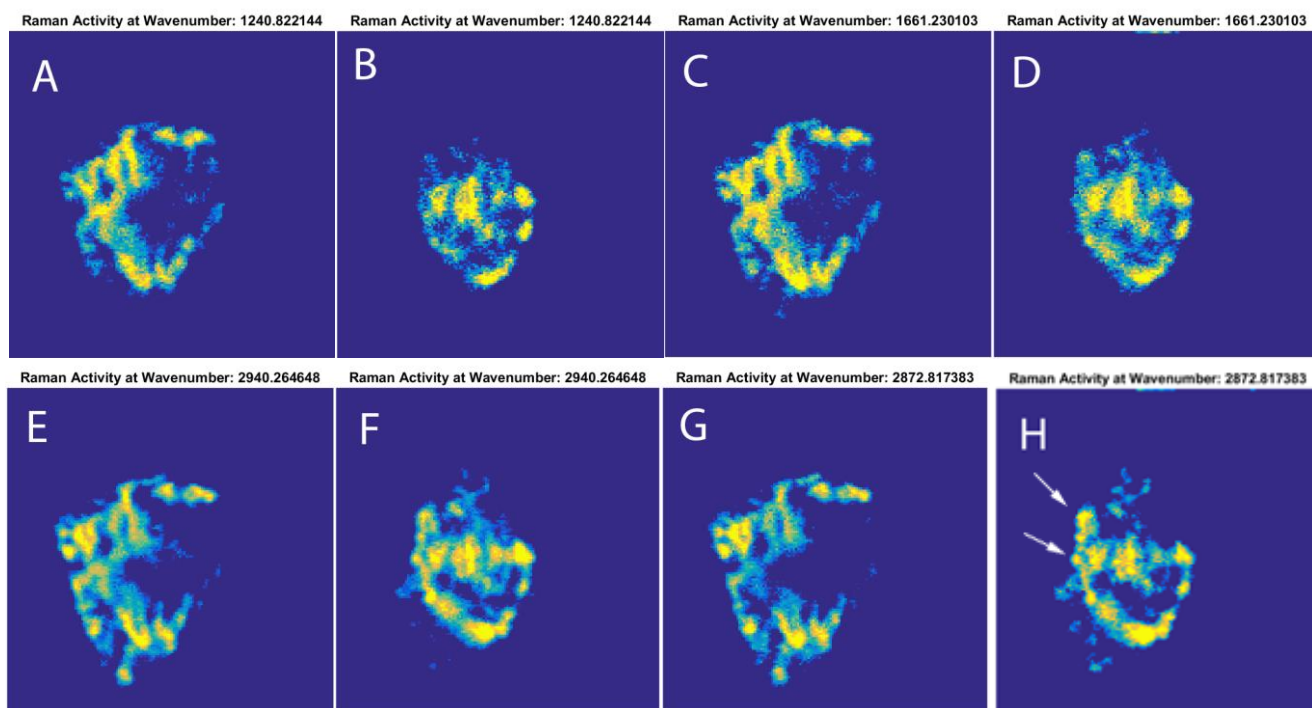 Raman Activity at Wavenumber: 1240.822144
Raman Activity at Wavenumber: 1240.822144
Raman Activity at Wavenumber: 1661.230103
Raman Activity at Wavenumber: 1661.230103
A
B
C
D
Raman Activity at Wavenumber: 2940.264648
Raman Activity at Wavenumber: 2940.264648
Raman Activity at Wavenumber: 2872.817383
Raman Activity at Wavenumber: 2872.817383
E
F
G
H